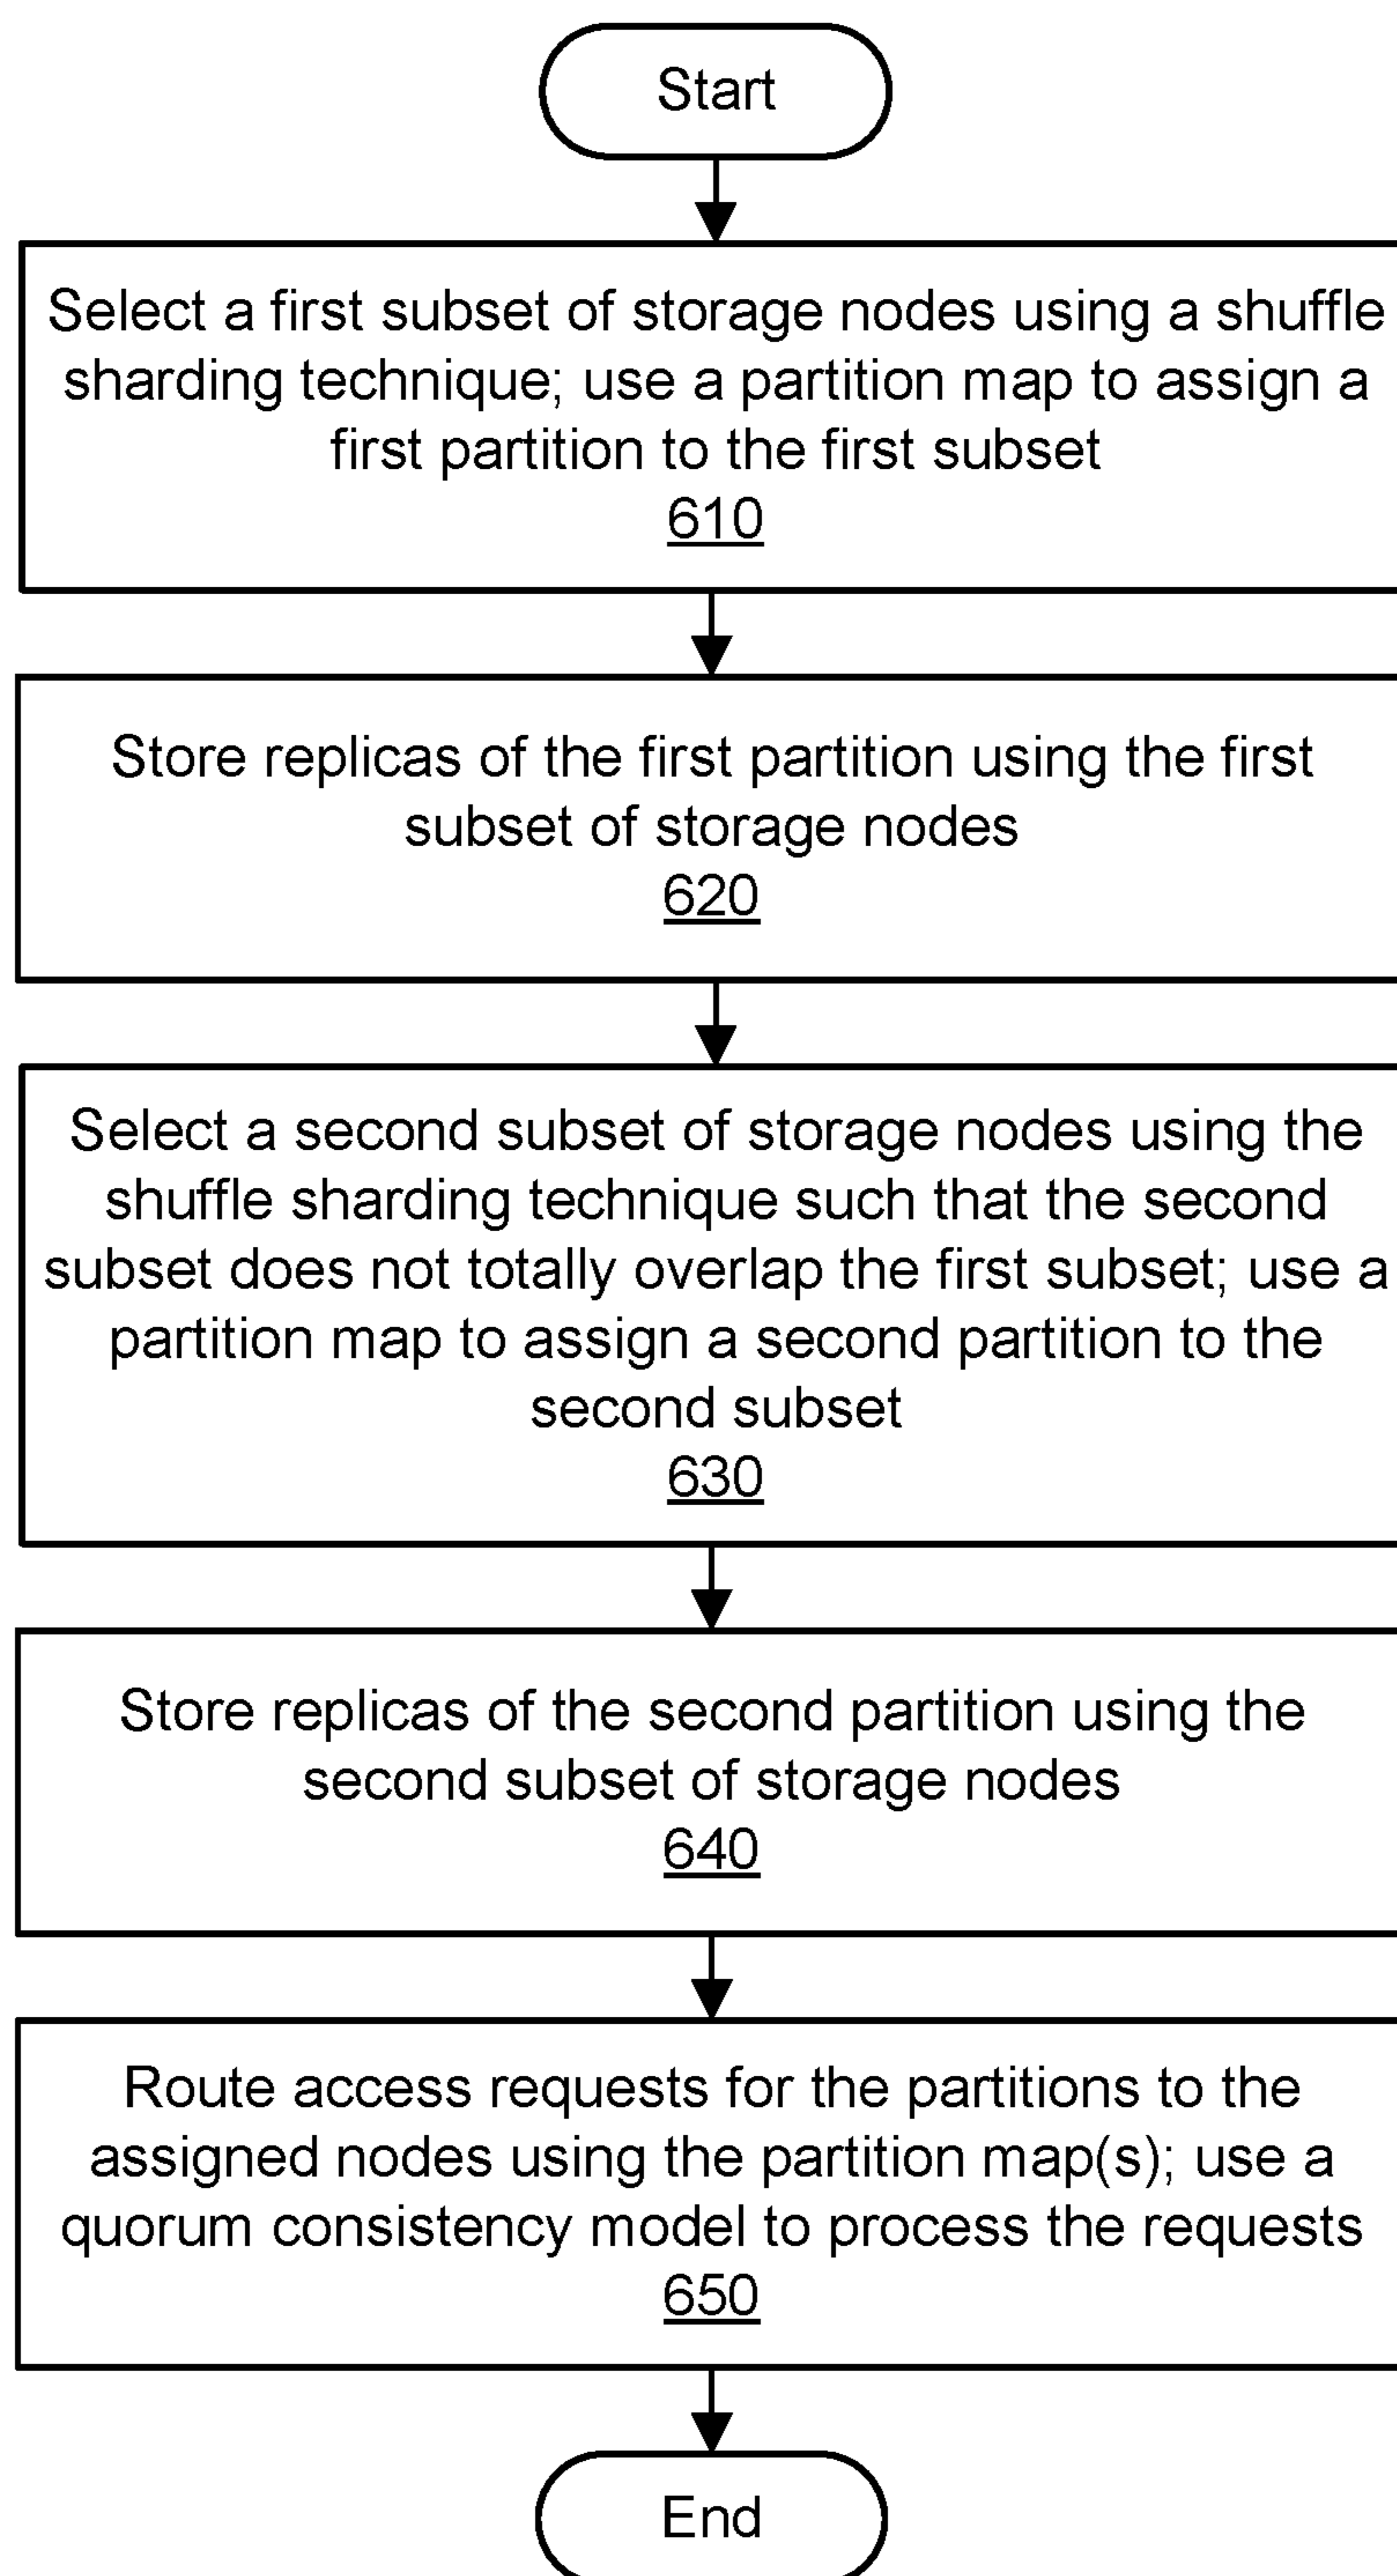 Start
Select a first subset of storage nodes using a shuffle
sharding technique; use a partition map to assign a
first partition to the first subset
610
Store replicas of the first partition using the first
subset of storage nodes
620
Select a second subset of storage nodes using the
shuffle sharding technique such that the second
subset does not totally overlap the first subset; use a
partition map to assign a second partition to the
second subset
630
Store replicas of the second partition using the
second subset of storage nodes
640
Route access requests for the partitions to the
assigned nodes using the partition map(s); use a
quorum consistency model to process the requests
650
End